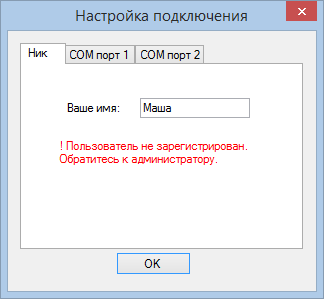 Настройка подключения
Ник
COM порт 1
COM порт 2
Ваше имя:
Маша
! Пользователь не зарегистрирован.
Обратитесь к администратору.
OK